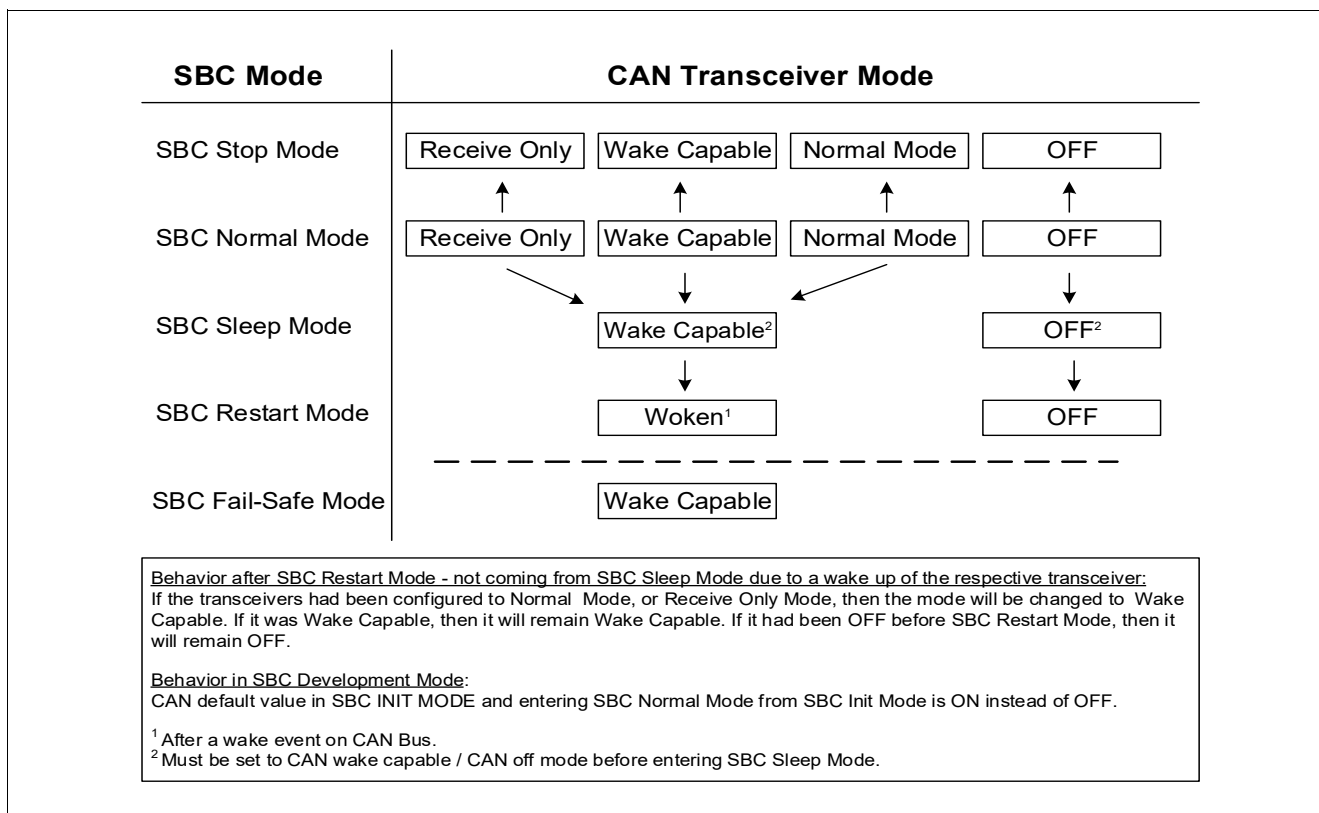 SBC Mode CAN Transceiver Mode
SBC Stop Mode Receive Only Wake Capable Normal Mode OFF
SBC Normal Mode Receive Only Wake Capable Normal Mode OFF
SBC Sleep Mode Wake Capable² OFF²
SBC Restart Mode Woken¹ OFF
SBC Fail-Safe Mode Wake Capable
Behavior after SBC Restart Mode - not coming from SBC Sleep Mode due to a wake up of the respective transceiver:
If the transceivers had been configured to Normal Mode, or Receive Only Mode, then the mode will be changed to Wake
Capable. If it was Wake Capable, then it will remain Wake Capable. If it had been OFF before SBC Restart Mode, then it
will remain OFF.
Behavior in SBC Development Mode:
CAN default value in SBC INIT MODE and entering SBC Normal Mode from SBC Init Mode is ON instead of OFF.
¹ After a wake event on CAN Bus.
² Must be set to CAN wake capable / CAN off mode before entering SBC Sleep Mode.